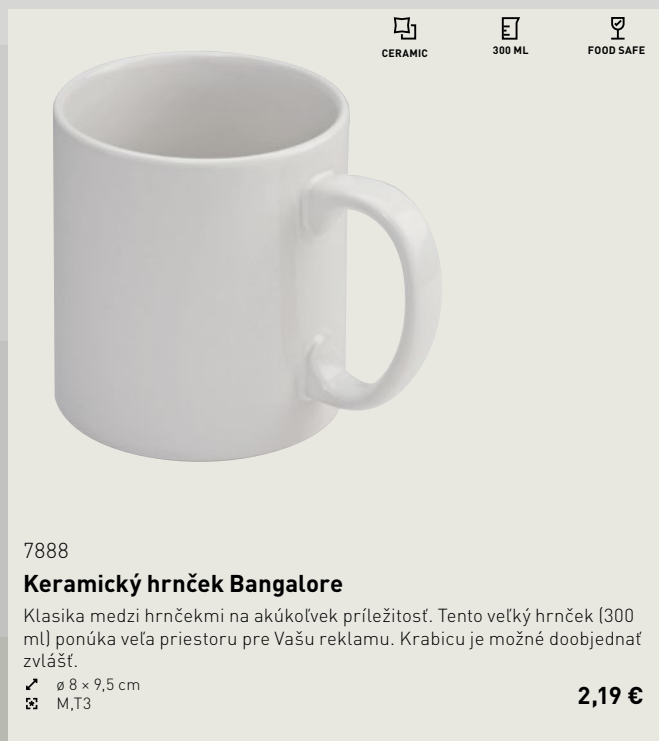 CERAMIC
300 ML
FOOD SAFE
7888
Keramický hrnček Bangalore
Klasika medzi hrnčekmi na akúkoľvek príležitosť. Tento veľký hrnček (300
ml) ponúka veľa priestoru pre Vašu reklamu. Krabicu je možné doobjednať
zvlášť.
ø 8 × 9,5 cm
M,T3
2,19 €